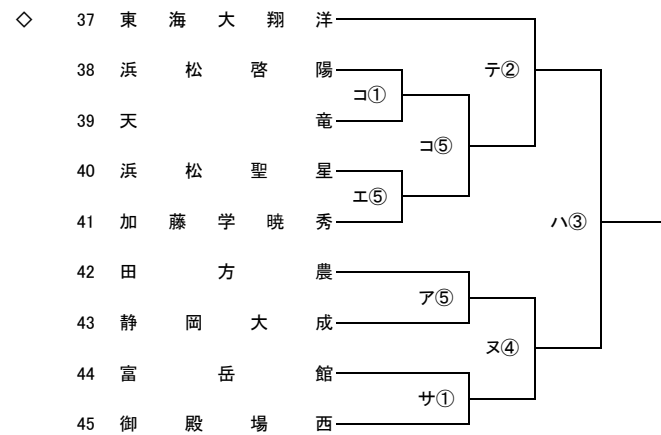 ◇ 37 東海大翔洋
テ②
38 浜松啓陽
コ①
39 天竜
コ⑤
40 浜松聖星
エ⑤
41 加藤学暁秀
ハ③
42 田方農
ア⑤
43 静岡大成
ヌ④
44 富岳館
サ①
45 御殿場西